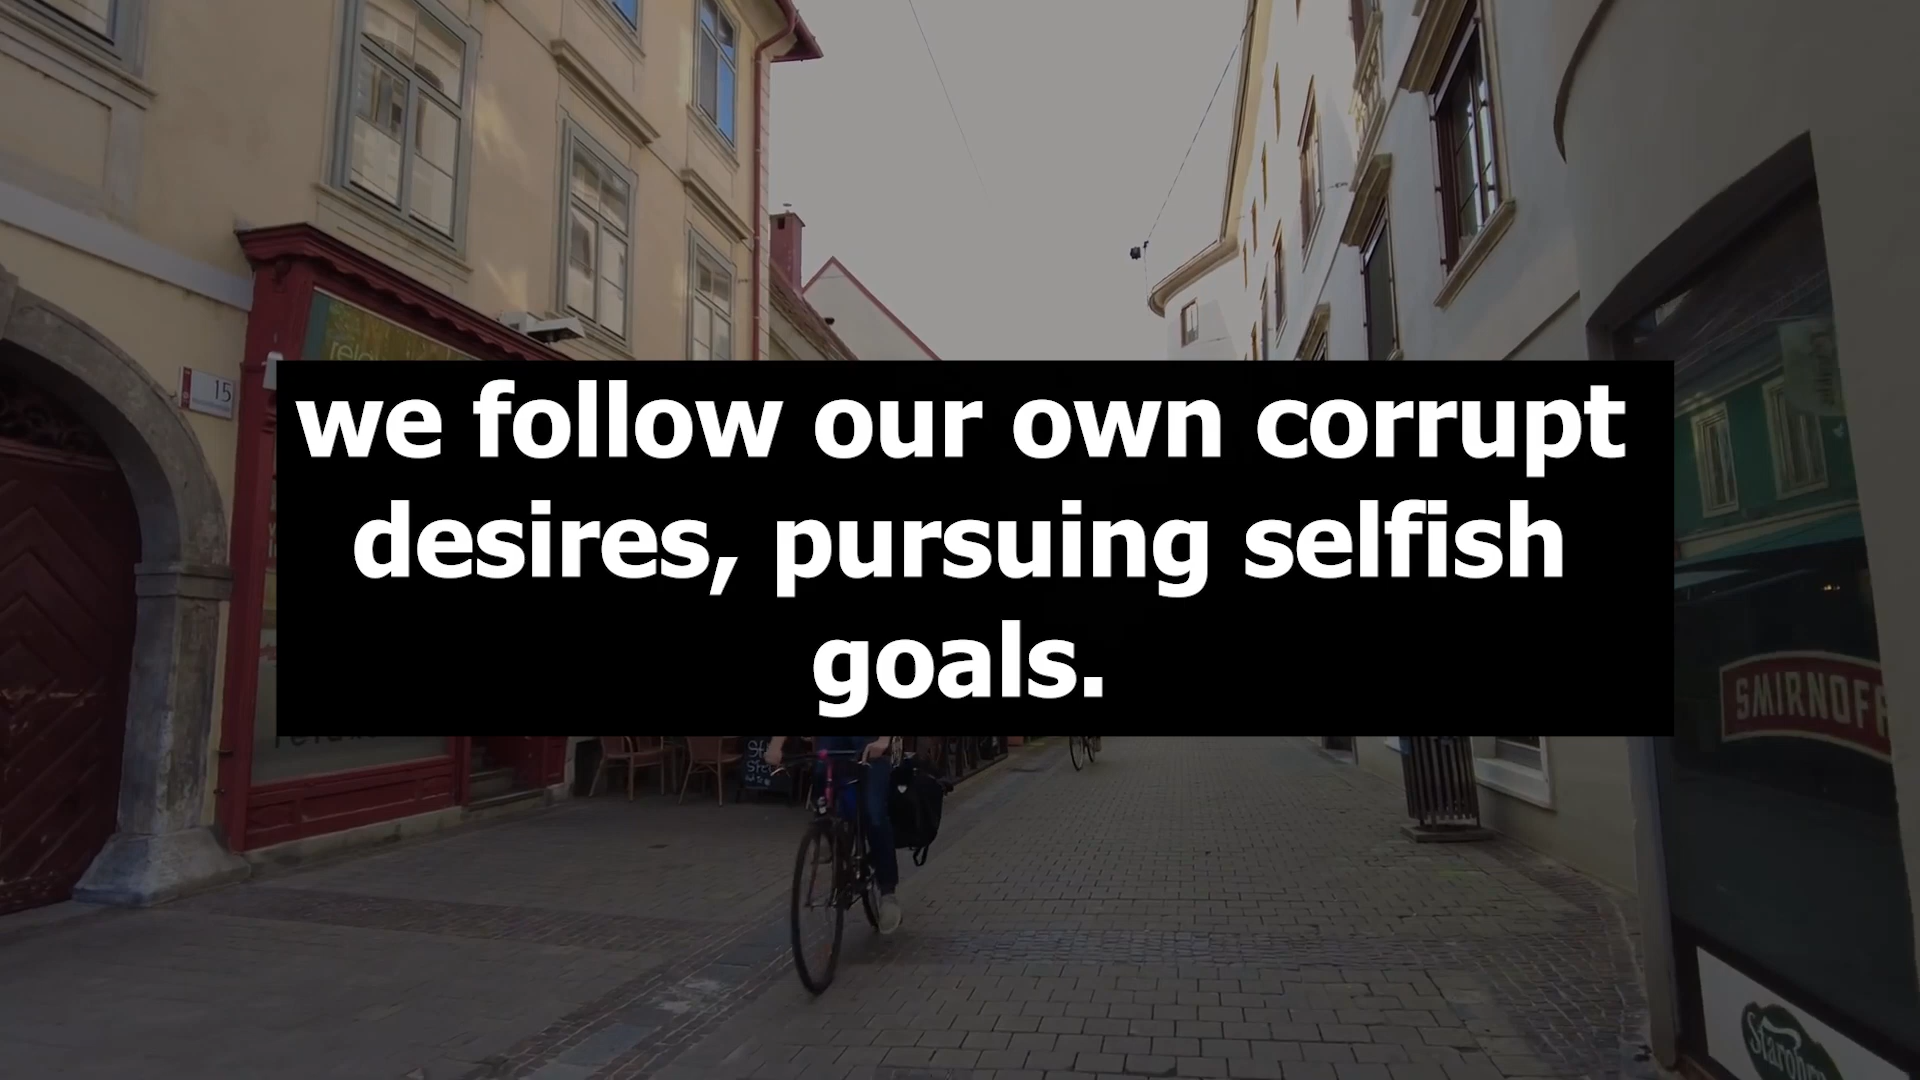 15
we follow our own corrupt
desires, pursuing selfish
goals.
SMIRNOFF